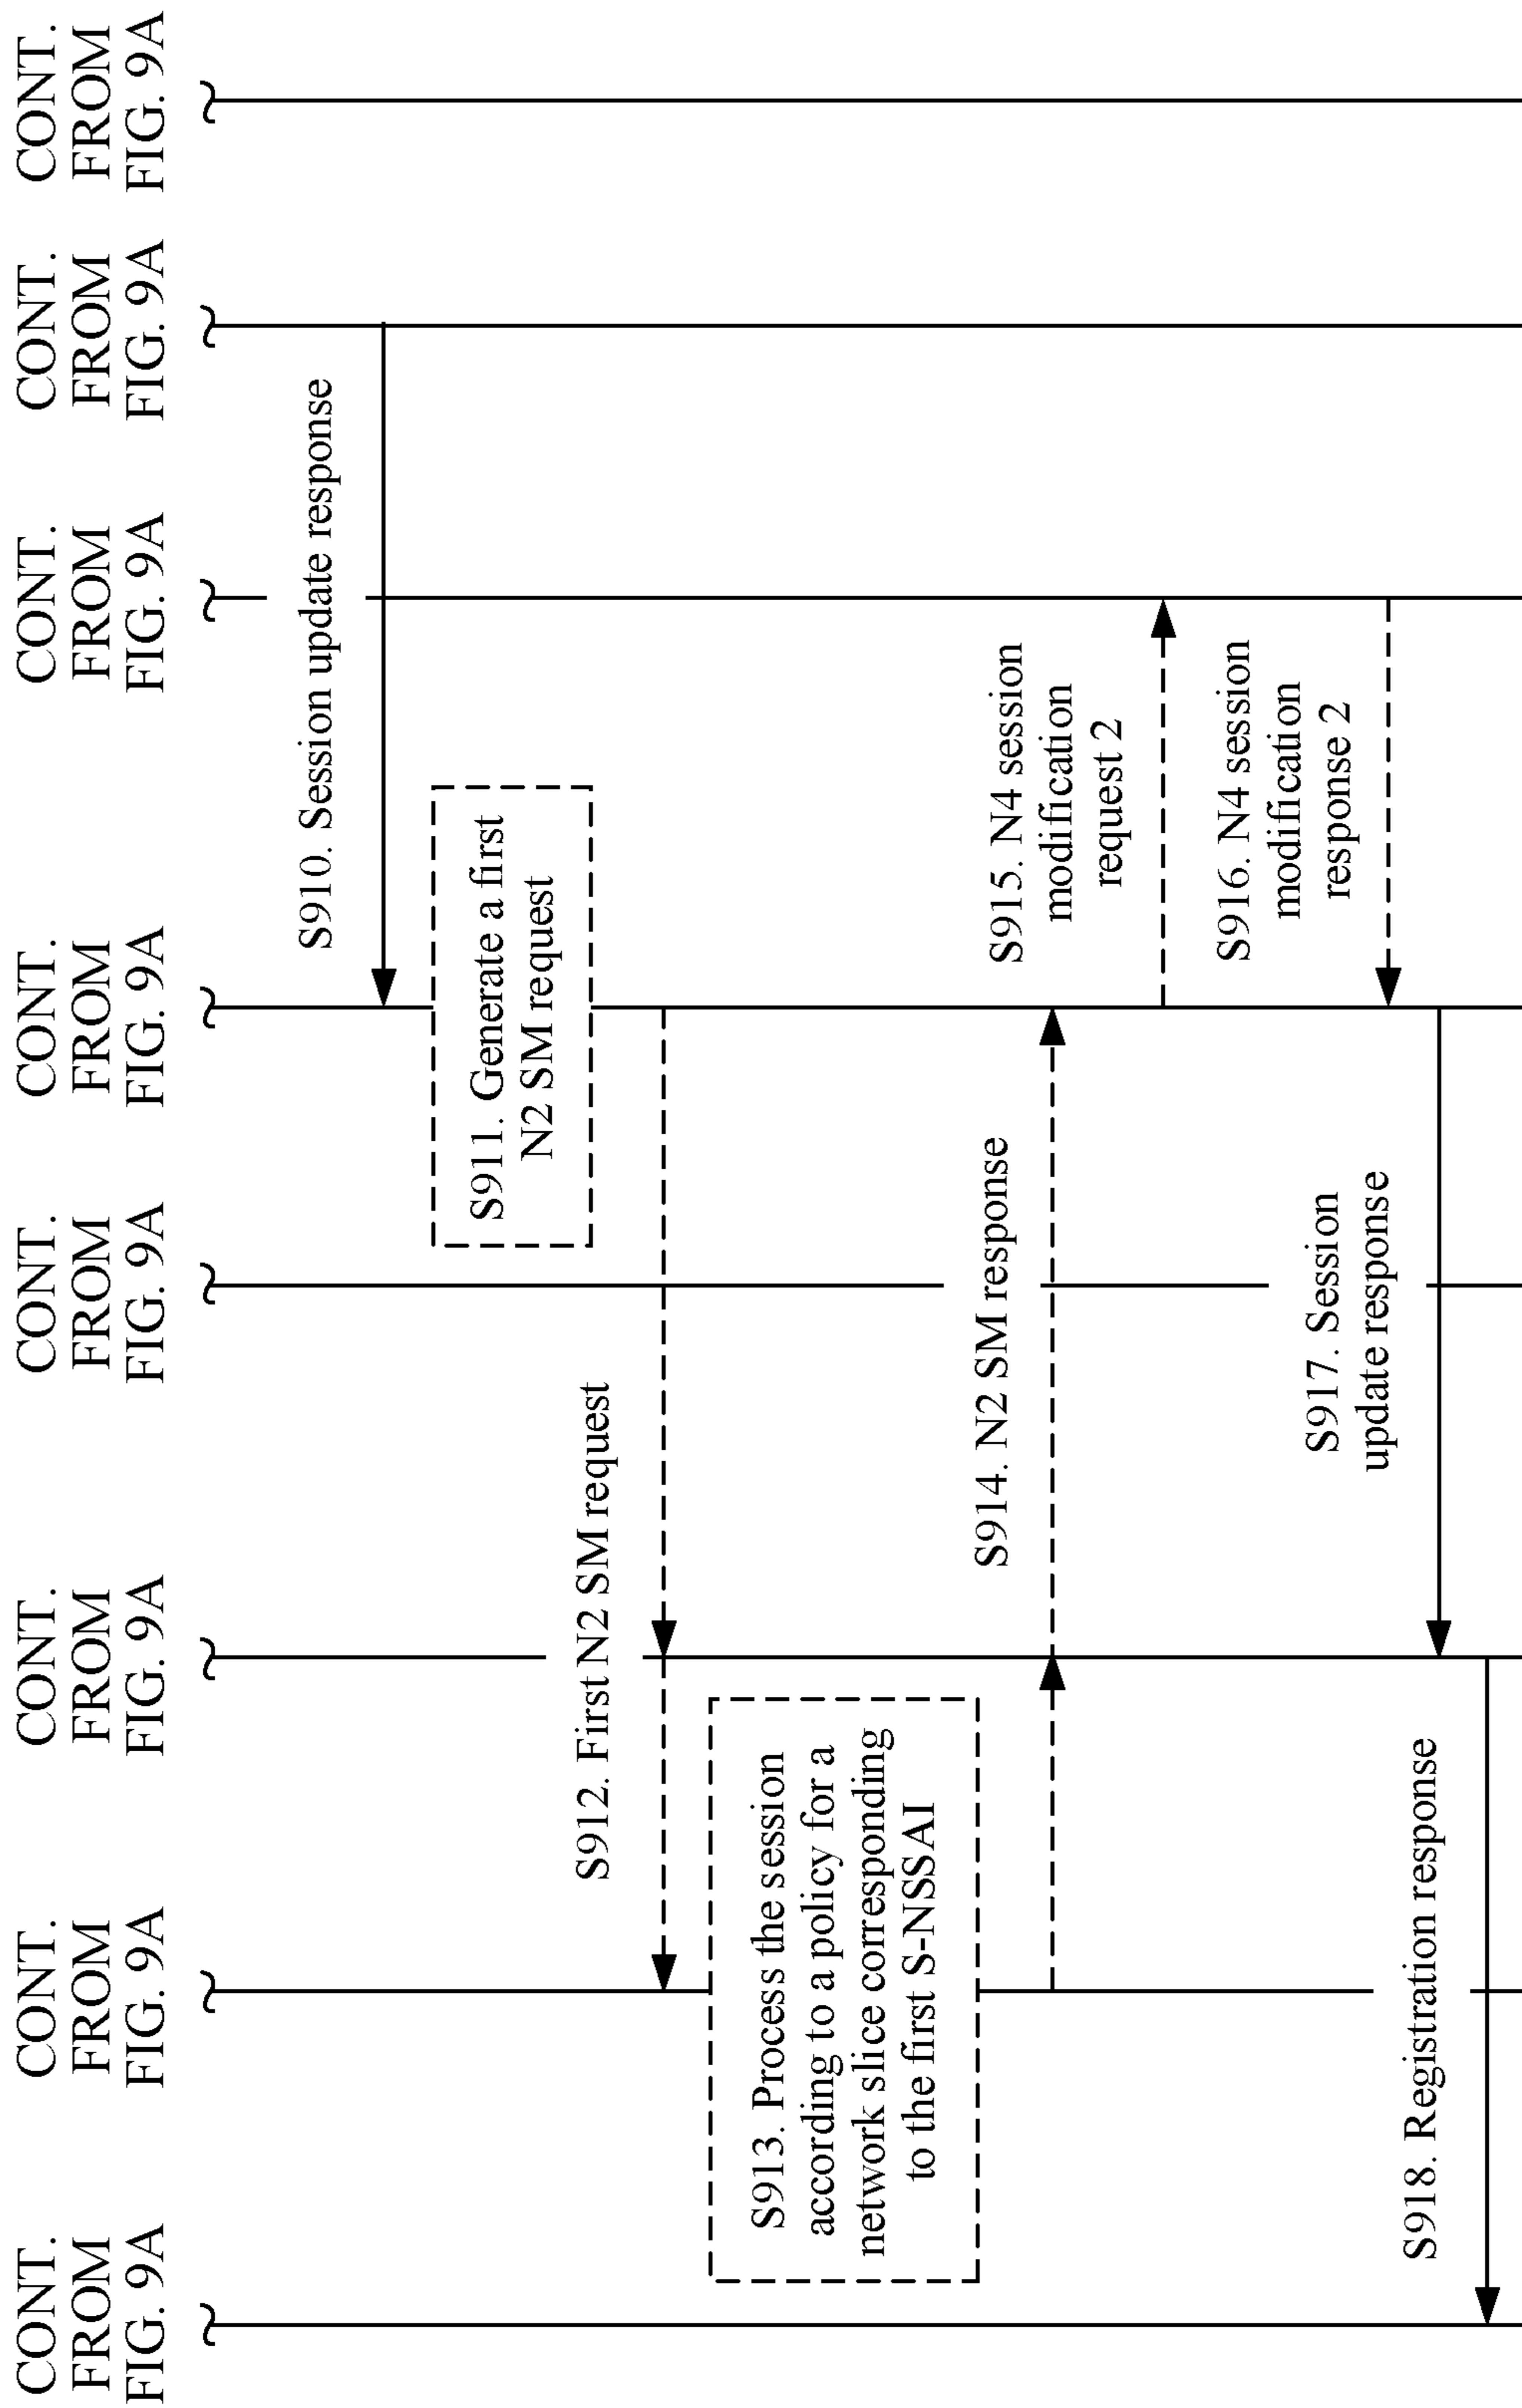 CONT.
FROM
FIG. 9A
CONT.
FROM
FIG. 9A
CONT.
FROM
FIG. 9A
CONT.
FROM
FIG. 9A
CONT.
FROM
FIG. 9A
CONT.
FROM
FIG. 9A
CONT.
FROM
FIG. 9A
CONT.
FROM
FIG. 9A
S910. Session update response
S911. Generate a first
N2 SM request
S912. First N2 SM request
S913. Process the session
according to a policy for a
network slice corresponding
to the first S-NSSAI
S914. N2 SM response
S915. N4 session
modification
request 2
S916. N4 session
modification
response 2
S917. Session
update response
S918. Registration response